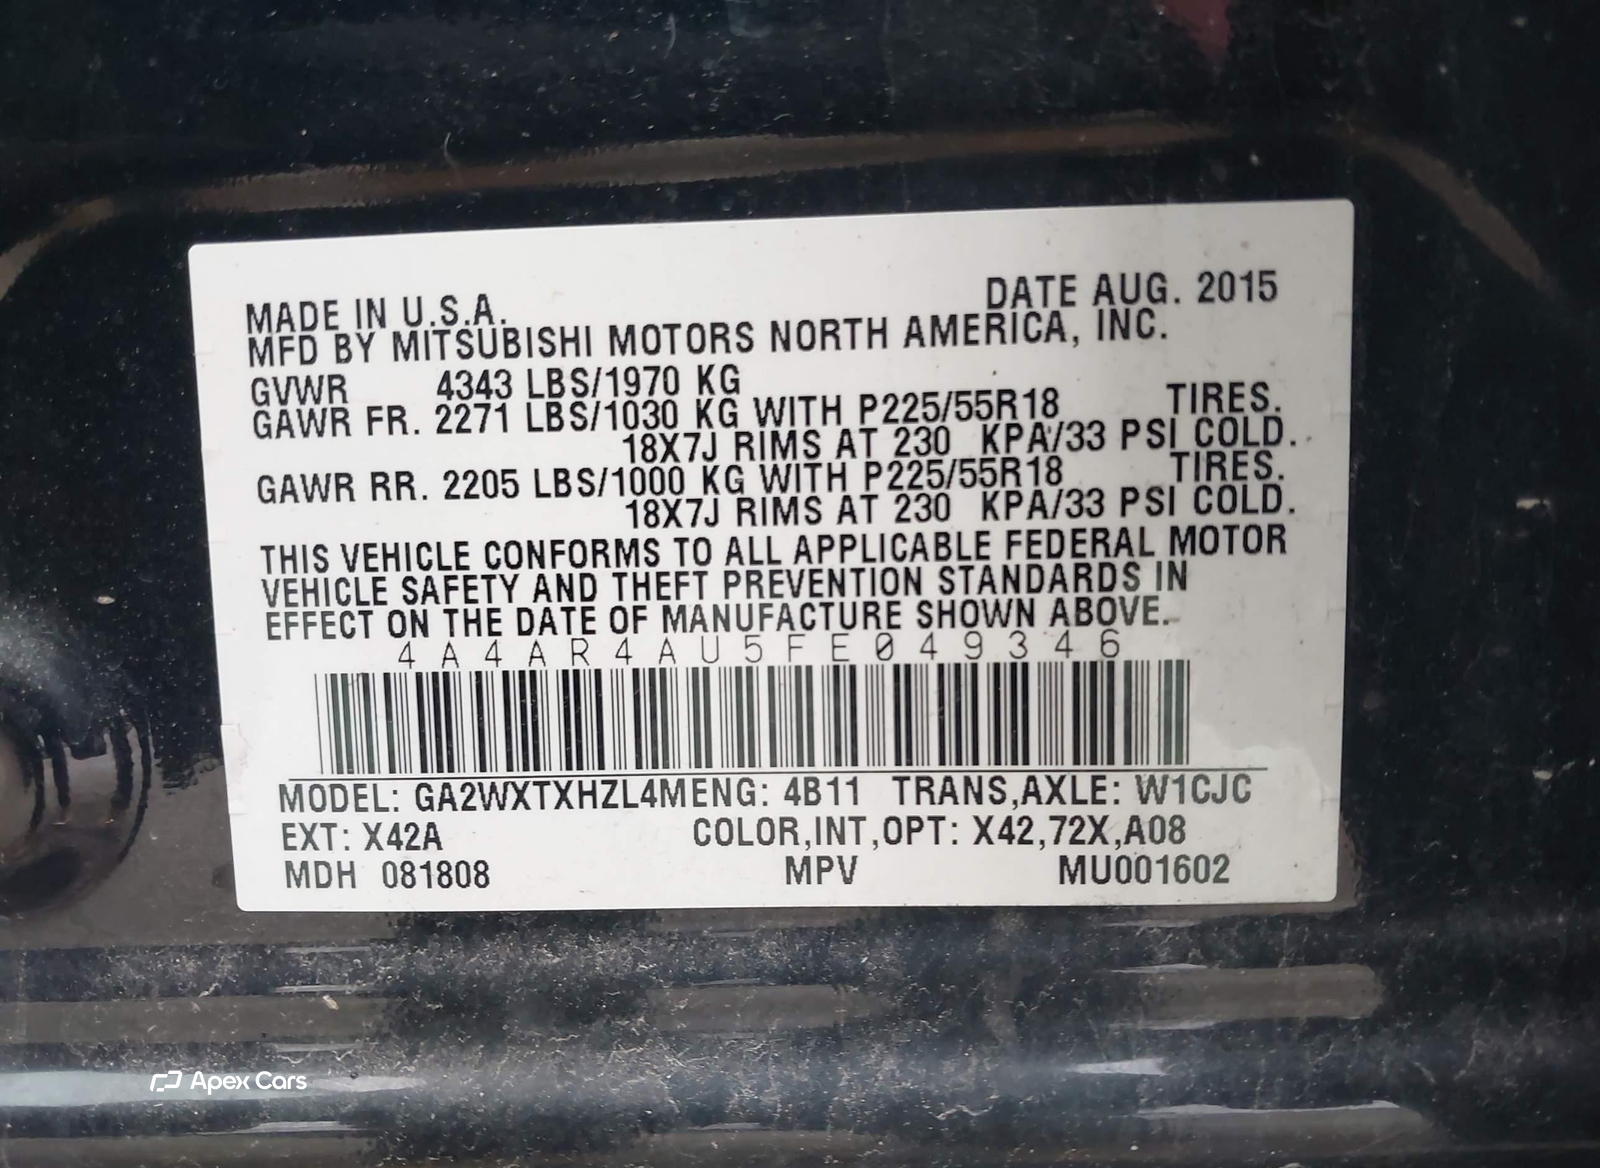 DATE AUG. 2015
MADE IN U.S.A.
MFD BY MITSUBISHI MOTORS NORTH AMERICA, INC.
GVWR 4343 LBS/1970 KG
GAWR FR. 2271 LBS/1030 KG WITH P225/55R18 TIRES.
18X7J RIMS AT 230 KPA/33 PSI COLD.
GAWR RR. 2205 LBS/1000 KG WITH P225/55R18 TIRES.
18X7J RIMS AT 230 KPA/33 PSI COLD.
THIS VEHICLE CONFORMS TO ALL APPLICABLE FEDERAL MOTOR
VEHICLE SAFETY AND THEFT PREVENTION STANDARDS IN
EFFECT ON THE DATE OF MANUFACTURE SHOWN ABOVE.
4A4AR4AU5FE049346
MODEL: GA2WXTXHZL4MENG: 4B11 TRANS,AXLE: W1CJC
EXT: X42A COLOR,INT,OPT: X42,72X,A08
MDH 081808 MPV MU001602
Apex Cars